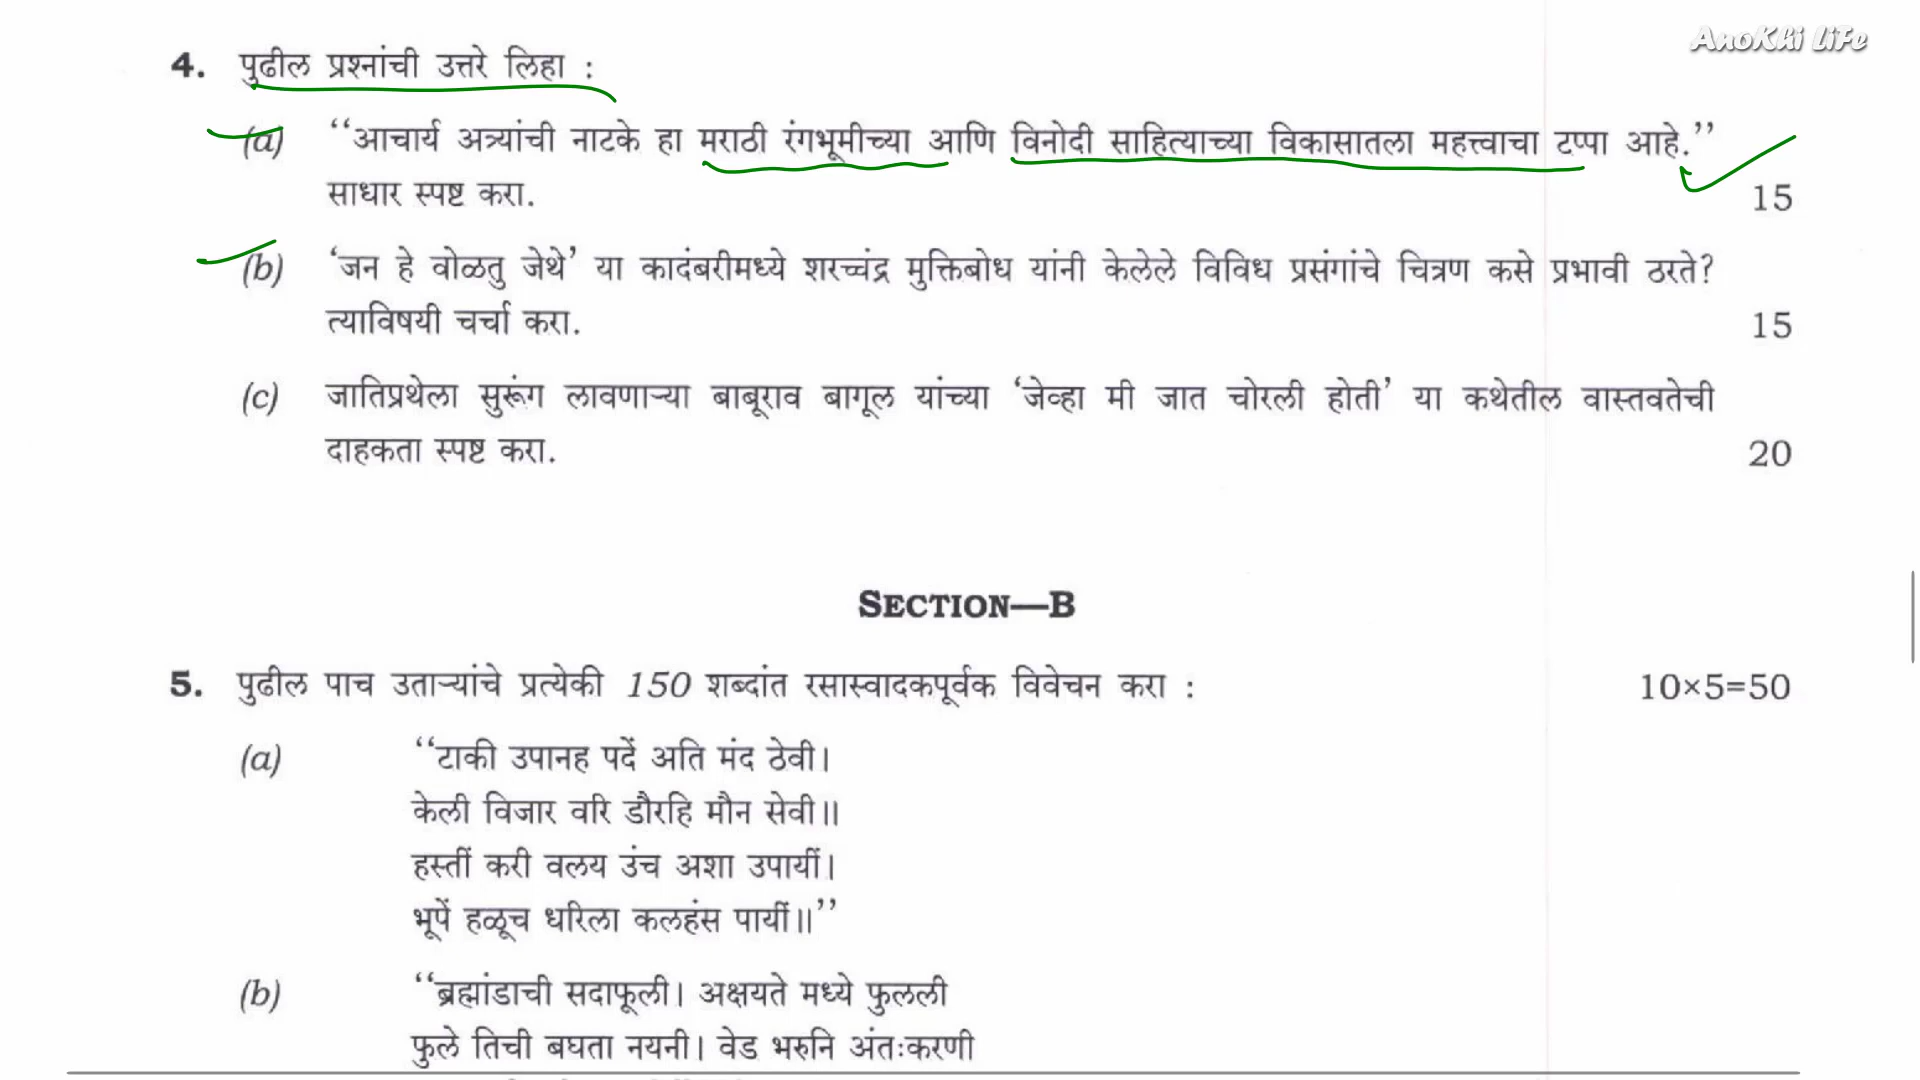 AnoKhi LiFe
4. पुढील प्रश्नांची उत्तरे लिहा :
(a) “आचार्य अत्र्यांची नाटके हा मराठी रंगभूमीच्या आणि विनोदी साहित्याच्या विकासातला महत्त्वाचा टप्पा आहे.”
साधार स्पष्ट करा. 15
(b) ‘जन हे वोळतु जेथे’ या कादंबरीमध्ये शरच्चंद्र मुक्तिबोध यांनी केलेले विविध प्रसंगांचे चित्रण कसे प्रभावी ठरते?
त्याविषयी चर्चा करा. 15
(c) जातिप्रथेला सुरूंग लावणाऱ्या बाबूराव बागूल यांच्या ‘जेव्हा मी जात चोरली होती’ या कथेतील वास्तवतेची
दाहकता स्पष्ट करा. 20
SECTION—B
5. पुढील पाच उताऱ्यांचे प्रत्येकी 150 शब्दांत रसास्वादकपूर्वक विवेचन करा : 10×5=50
(a) “टाकी उपानह पदें अति मंद ठेवी।
केली विजार वरि डौरहि मौन सेवी॥
हस्तीं करी वलय उंच अशा उपायीं।
भूपें हळूच धरिला कलहंस पायीं॥”
(b) “ब्रह्मांडाची सदाफूली। अक्षयते मध्ये फुलली
फुले तिची बघता नयनी। वेड भरुनि अंतःकरणी